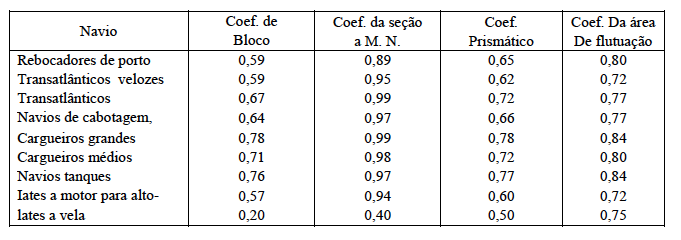 Navio Coef. de Bloco Coef. da seção a M. N. Coef. Prismático Coef. Da área De flutuação
Rebocadores de porto 0,59 0,89 0,65 0,80
Transatlânticos velozes 0,59 0,95 0,62 0,72
Transatlânticos 0,67 0,99 0,72 0,77
Navios de cabotagem, 0,64 0,97 0,66 0,77
Cargueiros grandes 0,78 0,99 0,78 0,84
Cargueiros médios 0,71 0,98 0,72 0,80
Navios tanques 0,76 0,97 0,77 0,84
Iates a motor para alto- 0,57 0,94 0,60 0,72
Iates a vela 0,20 0,40 0,50 0,75